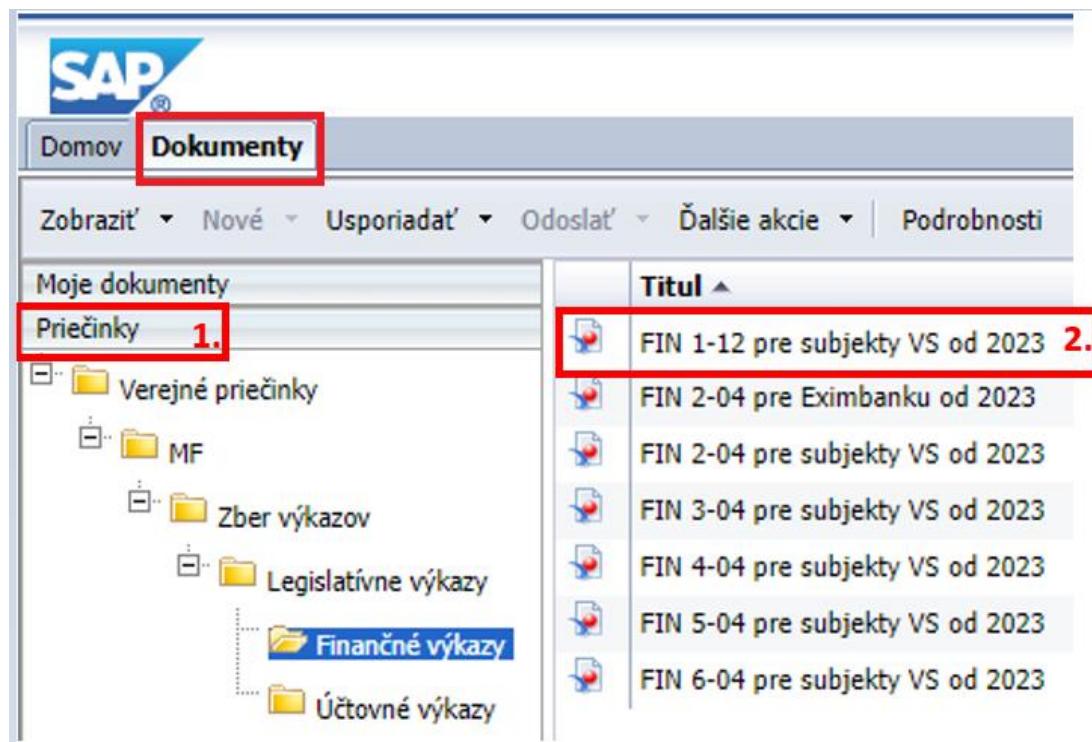 SAP®
Domov Dokumenty
Zobraziť Nové Usporiadať Odoslať Ďalšie akcie Podrobnosti
Moje dokumenty
Priečinky 1.
Verejné priečinky
MF
Zber výkazov
Legislatívne výkazy
Finančné výkazy
Účtovné výkazy
Titul
FIN 1-12 pre subjekty VS od 2023 2.
FIN 2-04 pre Eximbanku od 2023
FIN 2-04 pre subjekty VS od 2023
FIN 3-04 pre subjekty VS od 2023
FIN 4-04 pre subjekty VS od 2023
FIN 5-04 pre subjekty VS od 2023
FIN 6-04 pre subjekty VS od 2023